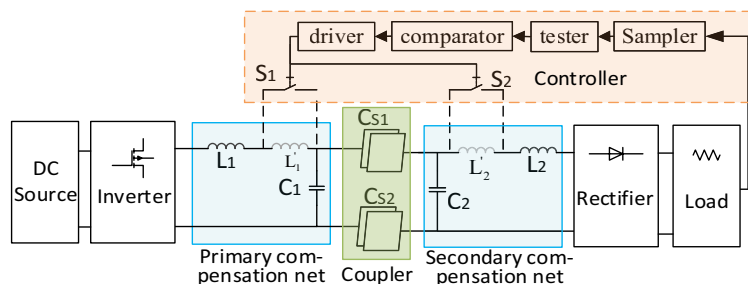 driver
comparator
tester
Sampler
Controller
S1
S2
CS1
L1
L'1
L'2
L2
DC
Source
Inverter
C1
CS2
C2
Rectifier
Load
Primary com-
pensation net
Coupler
Secondary com-
pensation net